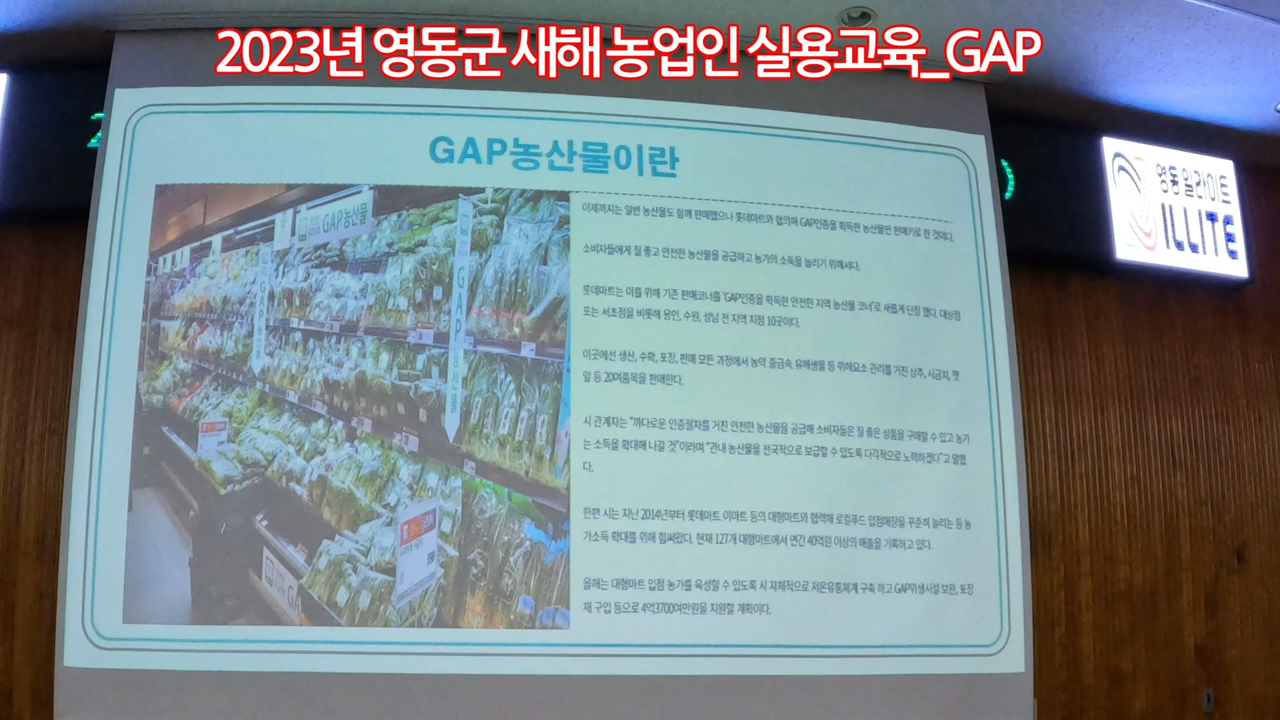 2023년 영동군 새해 농업인 실용교육_GAP
GAP농산물이란
이제까지는 일반 농산물도 함께 판매했으나 롯데마트와 협의해 GAP인증을 획득한 농산물만 판매키로 한 것이다.
소비자들에게 질 좋고 안전한 농산물을 공급하고 농가의 소득을 늘리기 위해서다.
롯데마트는 이를 위해 기존 판매코너를 'GAP인증을 획득한 안전한 지역 농산물 코너'로 새롭게 단장 했다. 대상점
포는 서초점을 비롯해 용인, 수원, 성남 전 지역 지점 10곳이다.
이곳에선 생산, 수확, 포장, 판매 모든 과정에서 농약, 중금속, 유해생물 등 위해요소 관리를 거친 상추, 시금치, 깻
잎 등 20여품목을 판매한다.
시 관계자는 "까다로운 인증절차를 거친 안전한 농산물을 공급해 소비자들은 질 좋은 상품을 구매할 수 있고 농가
는 소득을 확대해 나갈 것"이라며 "관내 농산물을 전국적으로 보급할 수 있도록 다각적으로 노력하겠다"고 말했
다.
한편 시는 지난 2014년부터 롯데마트, 이마트 등의 대형마트와 협력해 로컬푸드 입점매장을 꾸준히 늘리는 등 농
가소득 확대를 위해 힘써왔다. 현재 127개 대형마트에서 연간 40억원 이상의 매출을 기록하고 있다.
올해는 대형마트 입점 농가를 육성할 수 있도록 시 자체적으로 저온유통체계 구축 하고 GAP위생시설 보완, 포장
재 구입 등으로 4억3700여만원을 지원할 계획이다.
GAP농산물
GAP
GAP
GA
영동 일라이트
ILLITE